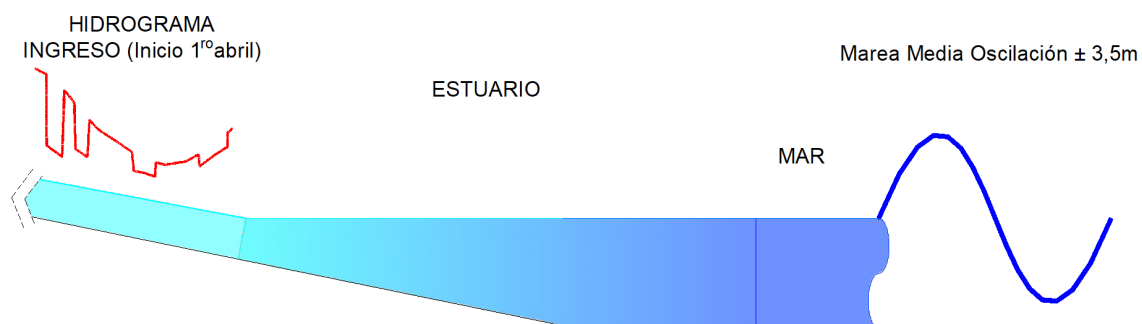 HIDROGRAMA
INGRESO (Inicio 1ʳᵒabril)
Marea Media Oscilación ± 3,5m
ESTUARIO
MAR